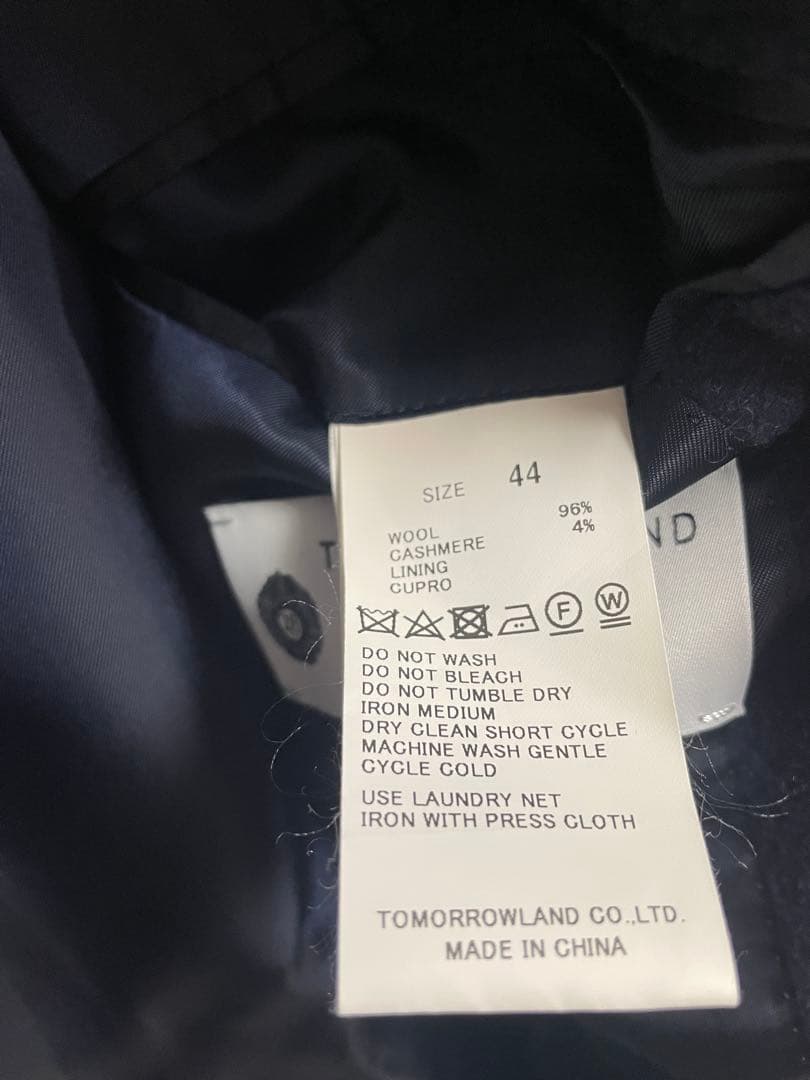 SIZE 44
WOOL 96%
CASHMERE 4%
LINING
CUPRO
F W
DO NOT WASH
DO NOT BLEACH
DO NOT TUMBLE DRY
IRON MEDIUM
DRY CLEAN SHORT CYCLE
MACHINE WASH GENTLE
CYCLE COLD
USE LAUNDRY NET
IRON WITH PRESS CLOTH
TOMORROWLAND CO.,LTD.
MADE IN CHINA